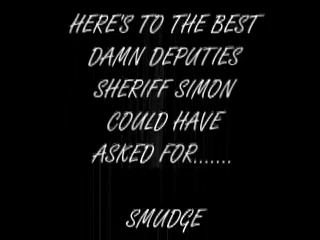 HERE'S TO THE BEST
DAMN DEPUTIES
SHERIFF SIMON
COULD HAVE
ASKED FOR.......
SMUDGE